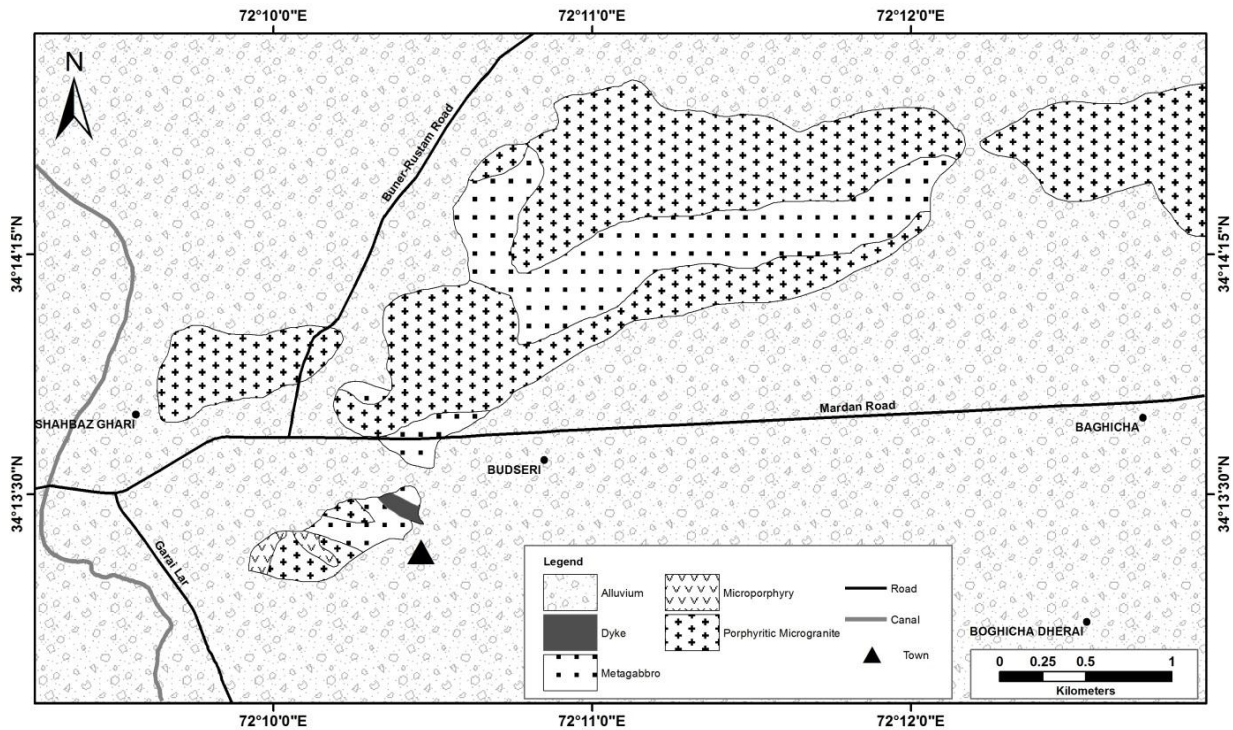 72°10'0"E 72°11'0"E 72°12'0"E
N
Buner-Rustam Road
34°14'15"N
34°14'15"N
SHAHBAZ GHARI
Mardan Road
BAGHICHA
BUDSERI
34°13'30"N
34°13'30"N
Garai Lar
Legend
Alluvium
Microporphyry
Road
Dyke
Porphyritic Microgranite
Canal
Metagabbro
Town
BOGHICHA DHERAI
0 0.25 0.5 1
Kilometers
72°10'0"E 72°11'0"E 72°12'0"E